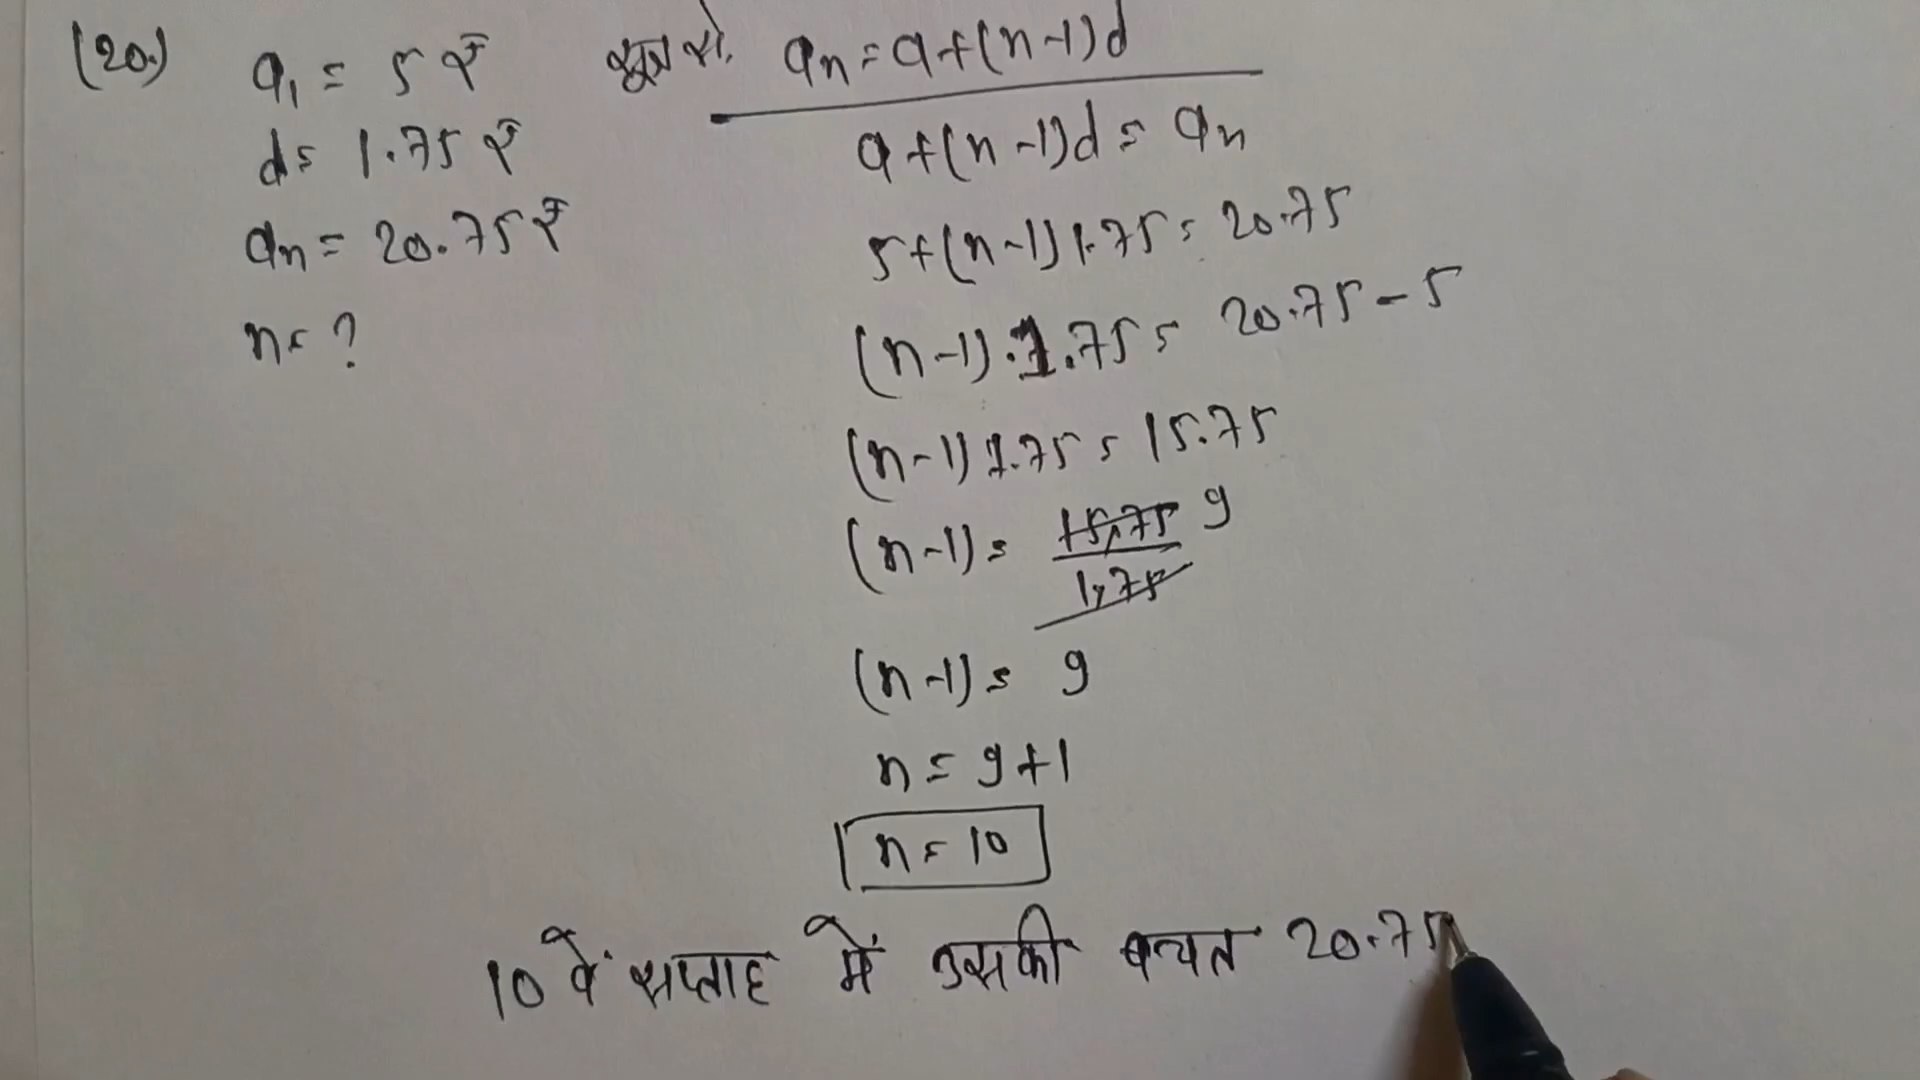 (20.) a₁ = 5 ₹ सूत्र से. an = a+(n-1)d
d = 1.75 ₹
an = 20.75 ₹
n = ?
a+(n-1)d = an
5+(n-1)1.75 = 20.75
(n-1).1.75 = 20.75-5
(n-1)1.75 = 15.75
(n-1) = 15.75/1.75 9
(n-1) = 9
n = 9+1
n = 10
10 वें सप्ताह में उसकी बचत 20.75